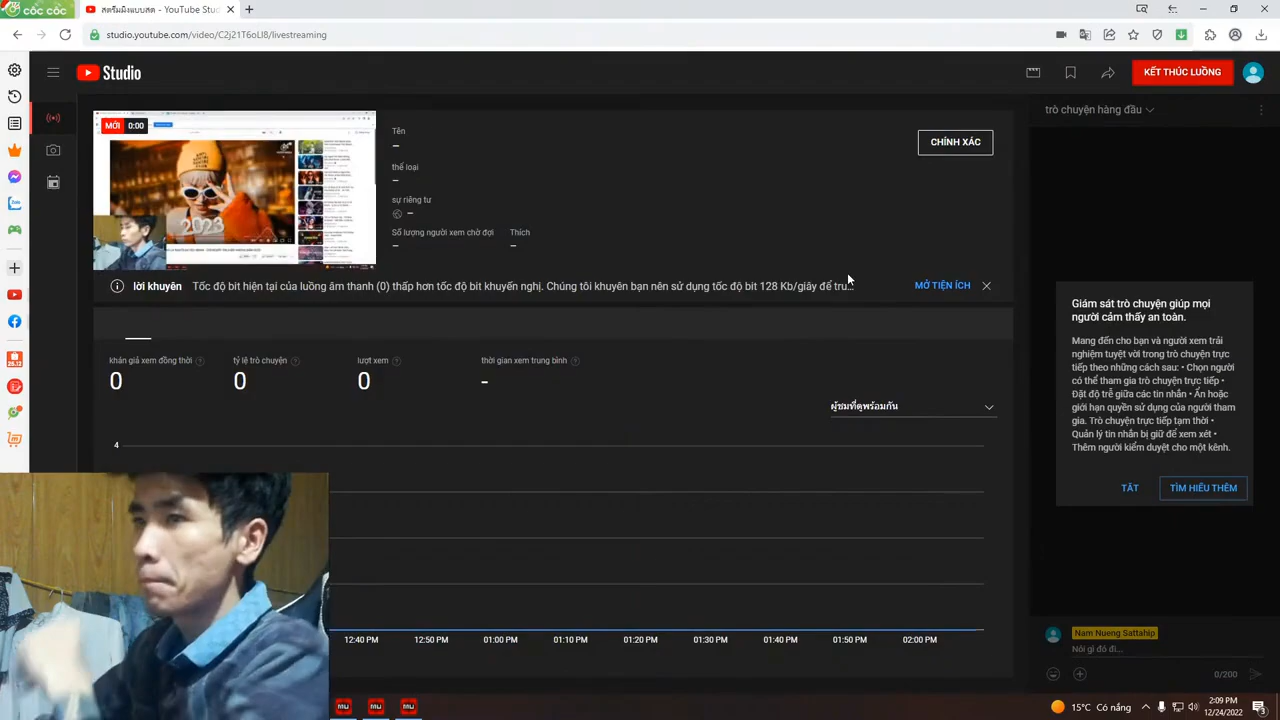 CỐC CỐC
สตรีมมิงแบบสด - YouTube Stu
studio.youtube.com/video/C2j21T6oLl8/livestreaming
Studio
KẾT THÚC LUỒNG
trò chuyện hàng đầu
MỚI
0:00
2023
Tên
–
CHÍNH XÁC
thể loại
–
sự riêng tư
–
Số lượng người xem chờ đợi
thích
–
lời khuyên
Tốc độ bit hiện tại của luồng âm thanh (0) thấp hơn tốc độ bit khuyến nghị. Chúng tôi khuyên bạn nên sử dụng tốc độ bit 128 Kb/giây để tru...
MỞ TIỆN ÍCH
Giám sát trò chuyện giúp mọi
người cảm thấy an toàn.
Mang đến cho bạn và người xem trải
nghiệm tuyệt vời trong trò chuyện trực
tiếp theo những cách sau: • Chọn người
có thể tham gia trò chuyện trực tiếp •
Đặt độ trễ giữa các tin nhắn • Ẩn hoặc
giới hạn quyền sử dụng của người tham
gia. Trò chuyện trực tiếp tạm thời •
Quản lý tin nhắn bị giữ để xem xét •
Thêm người kiểm duyệt cho một kênh.
TẮT
TÌM HIỂU THÊM
khán giả xem đồng thời
tỷ lệ trò chuyện
lượt xem
thời gian xem trung bình
0
0
0
-
ผู้ชมที่ดูพร้อมกัน
4
12:40 PM
12:50 PM
01:00 PM
01:10 PM
01:20 PM
01:30 PM
01:40 PM
01:50 PM
02:00 PM
Nam Nueng Sattahip
Nói gì đó đi...
0/200
Zalo
15°C Có nắng
2:09 PM
12/24/2022